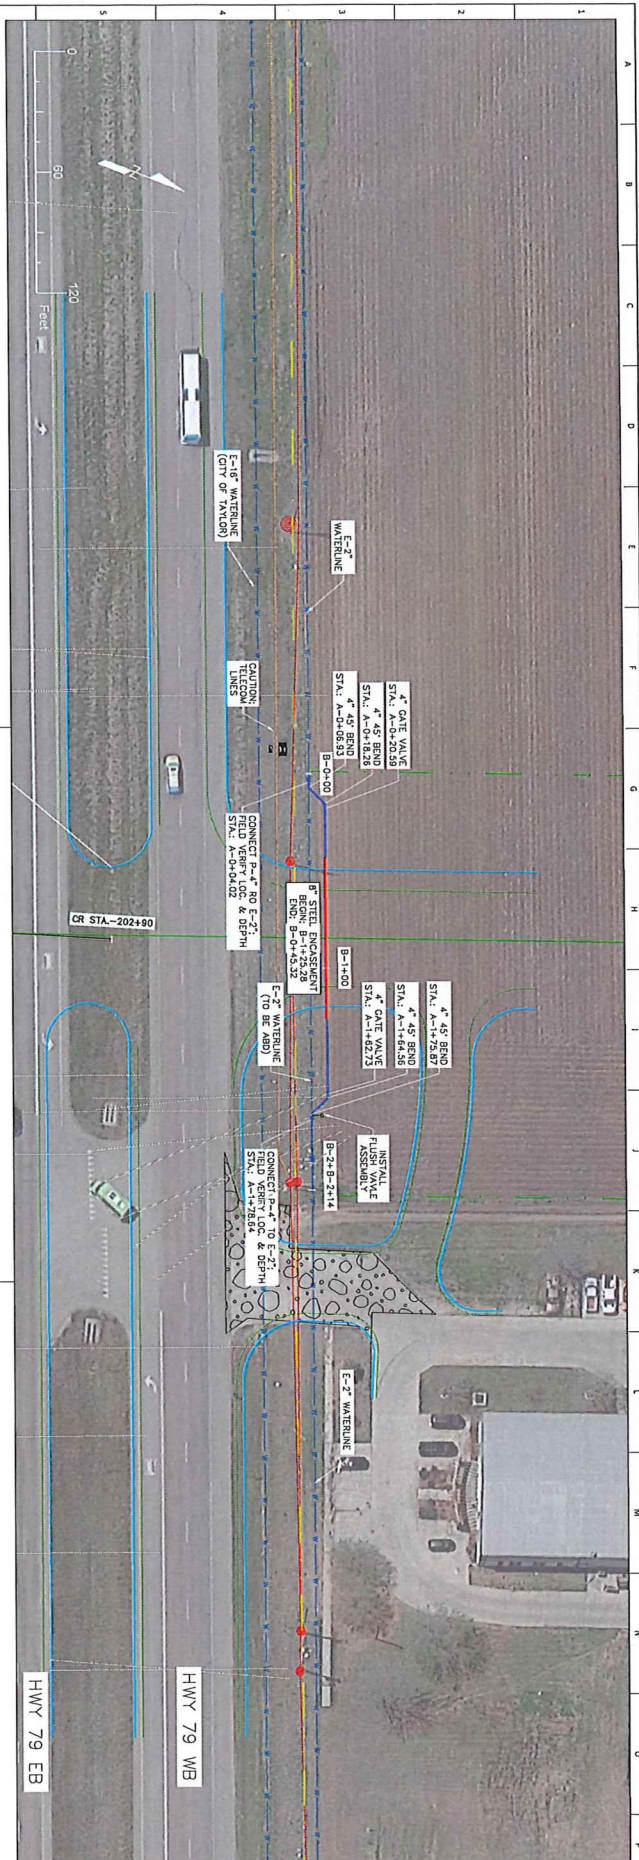 1
2
3
4
5
A
B
C
D
E
F
G
H
J
K
L
M
N
O
P
0
60
120
Feet
N
E-16" WATERLINE
(CITY OF TAYLOR)
E-2"
WATERLINE
CAUTION:
TELECOM
LINES
4" GATE VALVE
STA.: A-0+20.59
4" 45° BEND
STA.: A-0+18.26
4" 45° BEND
STA.: A-0+06.93
B-0+00
CONNECT P-4" RO E-2":
FIELD VERIFY LOC. & DEPTH
STA.: A-0+04.02
8" STEEL ENCASEMENT
BEGIN: B-1+25.28
END: B-0+45.32
CR STA.-202+90
B-1+00
4" 45° BEND
STA.: A-1+75.87
4" 45° BEND
STA.: A-1+64.56
4" GATE VALVE
STA.: A-1+62.73
E-2" WATERLINE
(TO BE ABD)
INSTALL
FLUSH VAVLE
ASSEMBLY
B-2+B-2+14
CONNECT P-4" TO E-2":
FIELD VERIFY LOC. & DEPTH
STA.: A-1+78.64
E-2" WATERLINE
HWY 79 WB
HWY 79 EB